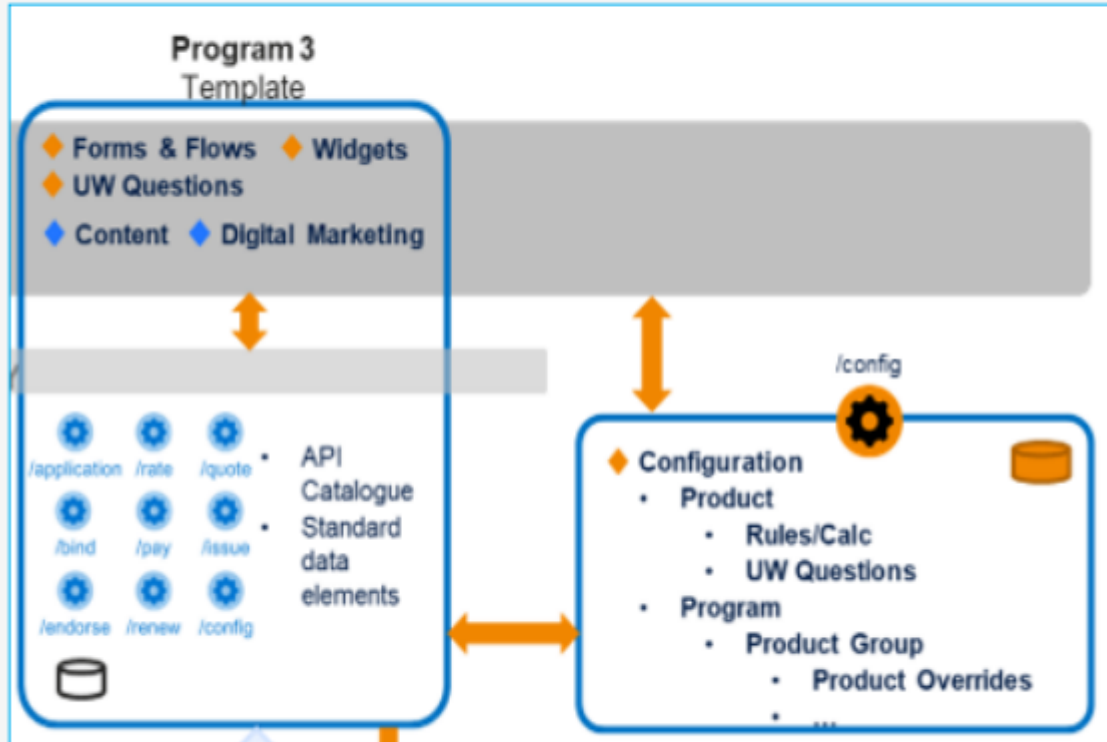 Program 3
Template
Forms & Flows Widgets
UW Questions
Content Digital Marketing
/config
/application /rate /quote
/bind /pay /issue
/endorse /renew /config
• API
Catalogue
• Standard
data
elements
Configuration
• Product
• Rules/Calc
• UW Questions
• Program
• Product Group
• Product Overrides
• ...